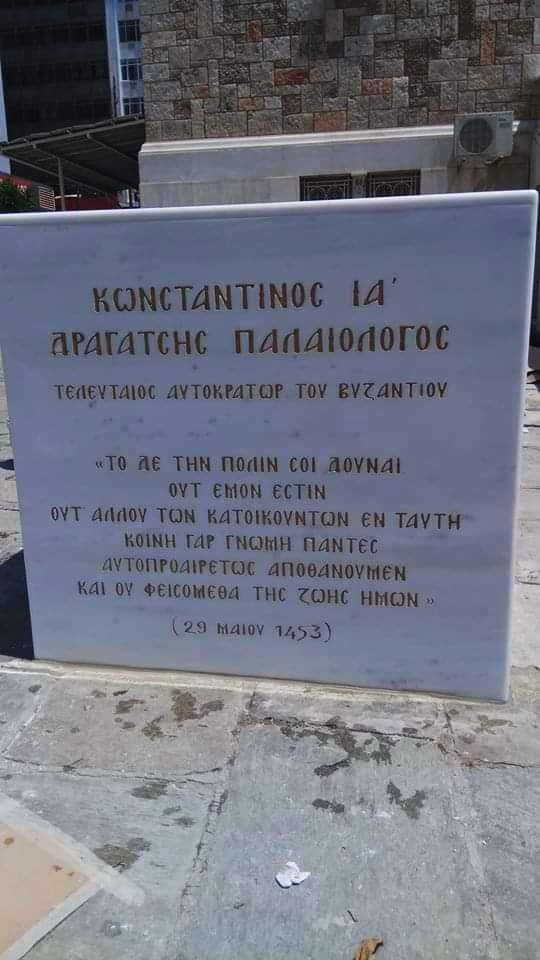 ΚΩΝCΤΑΝΤΙΝΟC ΙΑ'
ΔΡΑΓΑΤCΗC ΠΑΛΑΙΟΛΟΓΟC
ΤΕΛΕΥΤΑΙΟC ΑΥΤΟΚΡΑΤΩΡ ΤΟΥ ΒΥΖΑΝΤΙΟΥ
«ΤΟ ΔΕ ΤΗΝ ΠΟΛΙΝ CΟΙ ΔΟΥΝΑΙ
ΟΥΤ ΕΜΟΝ ΕCΤΙΝ
ΟΥΤ ΑΛΛΟΥ ΤΩΝ ΚΑΤΟΙΚΟΥΝΤΩΝ ΕΝ ΤΑΥΤΗ
ΚΟΙΝΗ ΓΑΡ ΓΝΩΜΗ ΠΑΝΤΕC
ΑΥΤΟΠΡΟΑΙΡΕΤΩC ΑΠΟΘΑΝΟΥΜΕΝ
ΚΑΙ ΟΥ ΦΕΙCΟΜΕΘΑ ΤΗC ΖΩΗC ΗΜΩΝ»
(29 ΜΑΙΟΥ 1453)